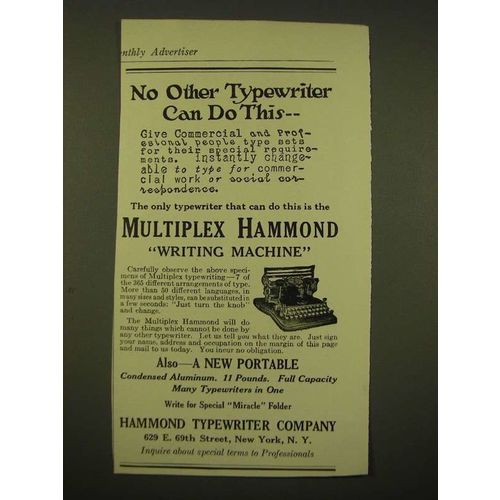 nthly Advertiser
No Other Typewriter
Can Do This--
Give Commercial and Prof-
essional people type sets
for their special require-
ments. Instantly change-
able to type for commer-
cial work or social cor-
respondence.
The only typewriter that can do this is the
MULTIPLEX HAMMOND
"WRITING MACHINE"
Carefully observe the above speci-
mens of Multiplex typewriting—7 of
the 365 different arrangements of type.
More than 50 different languages, in
many sizes and styles, can be substituted in
a few seconds: "Just turn the knob"
and change.
The Multiplex Hammond will do
many things which cannot be done by
any other typewriter. Let us tell you what they are. Just sign
your name, address and occupation on the margin of this page
and mail to us today. You incur no obligation.
Also—A NEW PORTABLE
Condensed Aluminum. 11 Pounds. Full Capacity
Many Typewriters in One
Write for Special "Miracle" Folder
HAMMOND TYPEWRITER COMPANY
629 E. 69th Street, New York, N. Y.
Inquire about special terms to Professionals